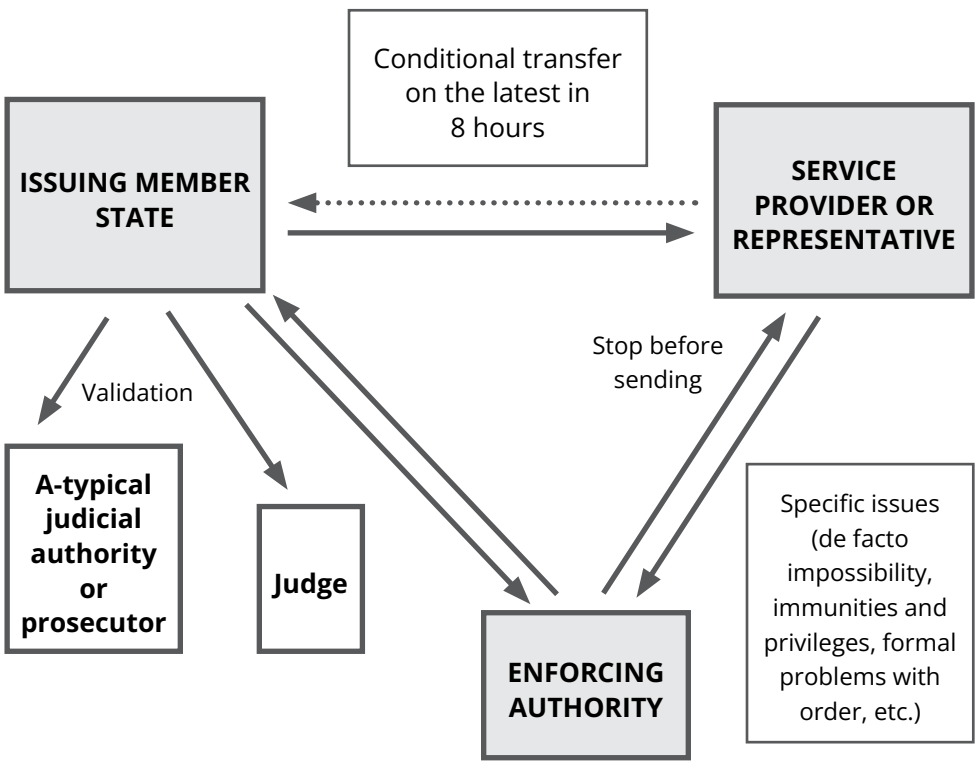 Conditional transfer
on the latest in
8 hours
ISSUING MEMBER
STATE
SERVICE
PROVIDER OR
REPRESENTATIVE
Stop before
sending
Validation
A-typical
judicial
authority
or
prosecutor
Judge
Specific issues
(de facto
impossibility,
immunities and
privileges, formal
problems with
order, etc.)
ENFORCING
AUTHORITY